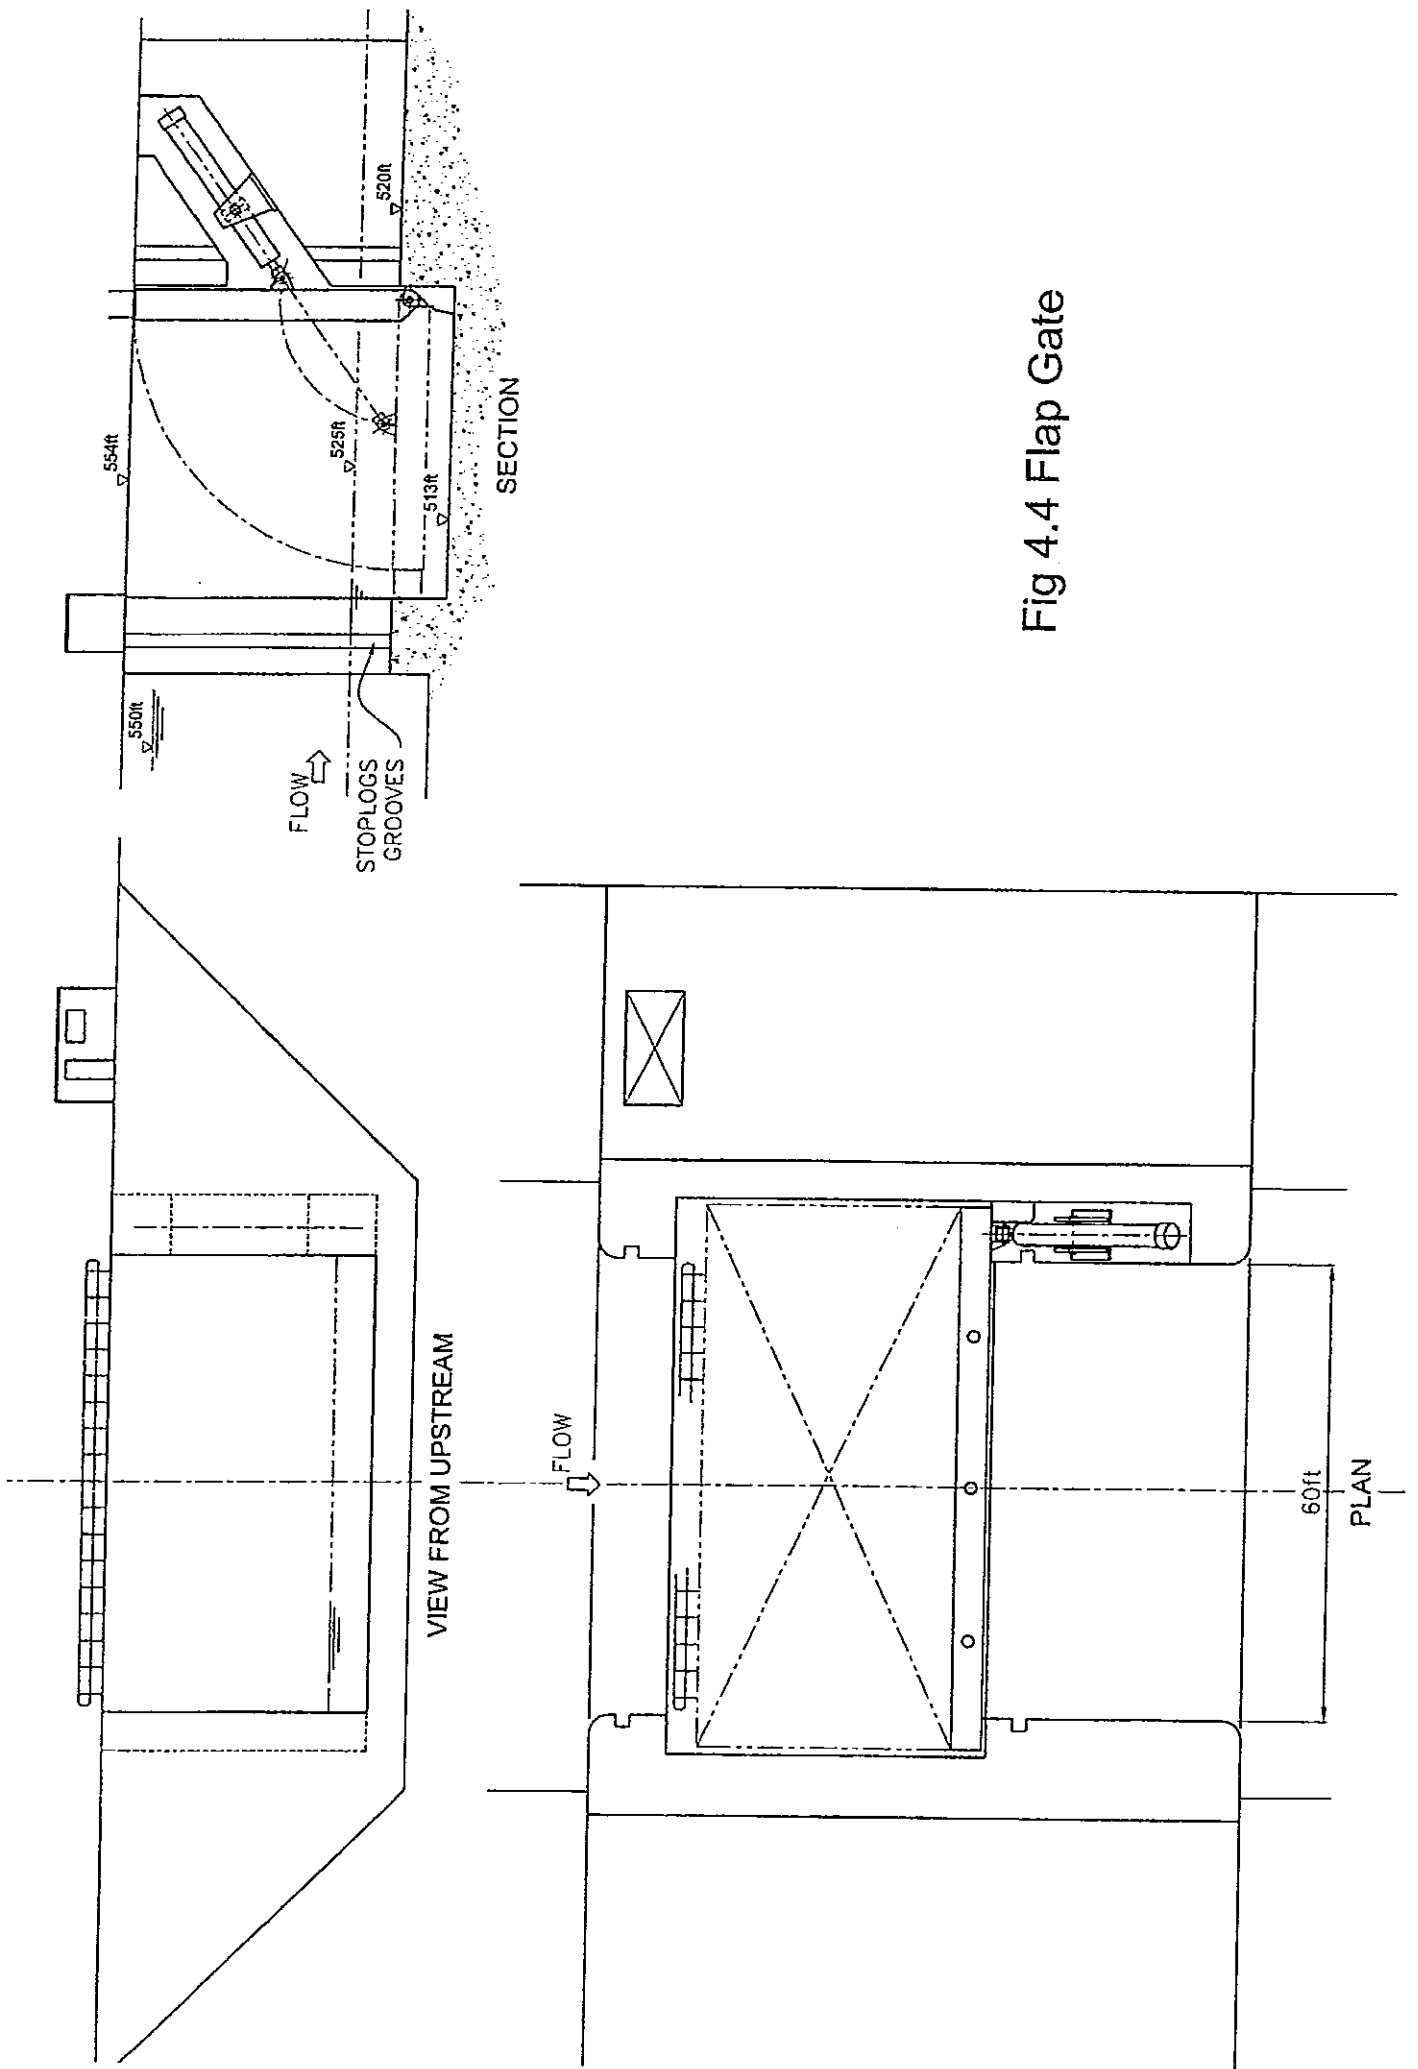 554ft
550ft
525ft
520ft
513ft
FLOW
STOPLOGS
GROOVES
SECTION
VIEW FROM UPSTREAM
FLOW
60ft
PLAN
Fig 4.4 Flap Gate